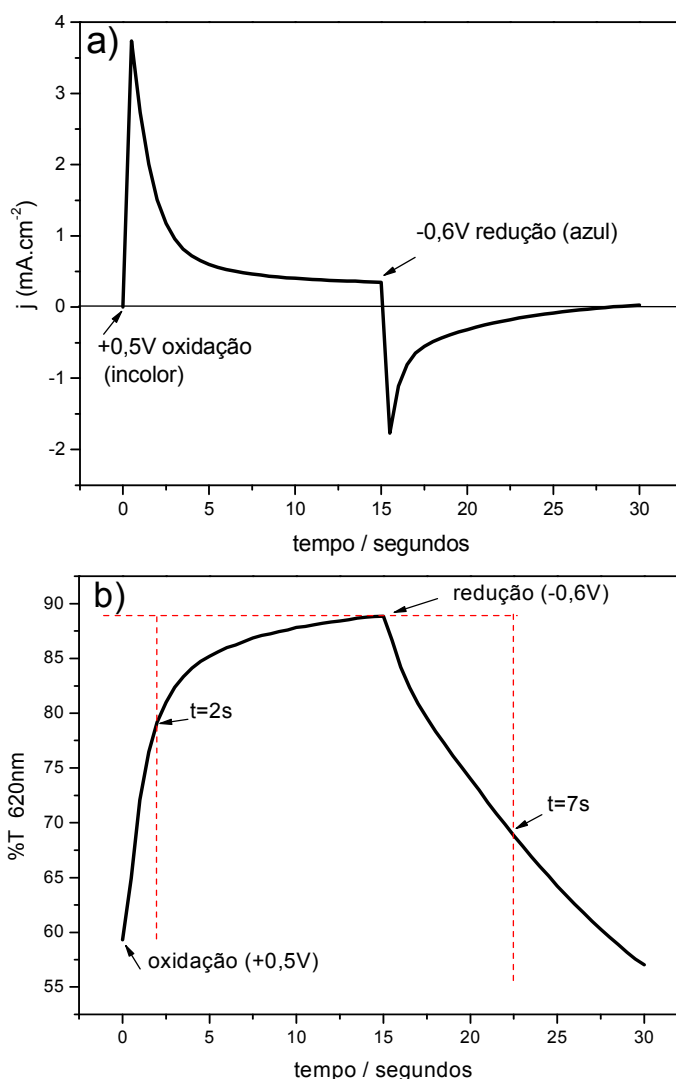 a)
4
3
2
1
0
-1
-2
j (mA.cm-2)
-0,6V redução (azul)
+0,5V oxidação
(incolor)
0 5 10 15 20 25 30
tempo / segundos
b)
90
85
80
75
70
65
60
55
%T 620nm
redução (-0,6V)
t=2s
t=7s
oxidação (+0,5V)
0 5 10 15 20 25 30
tempo / segundos